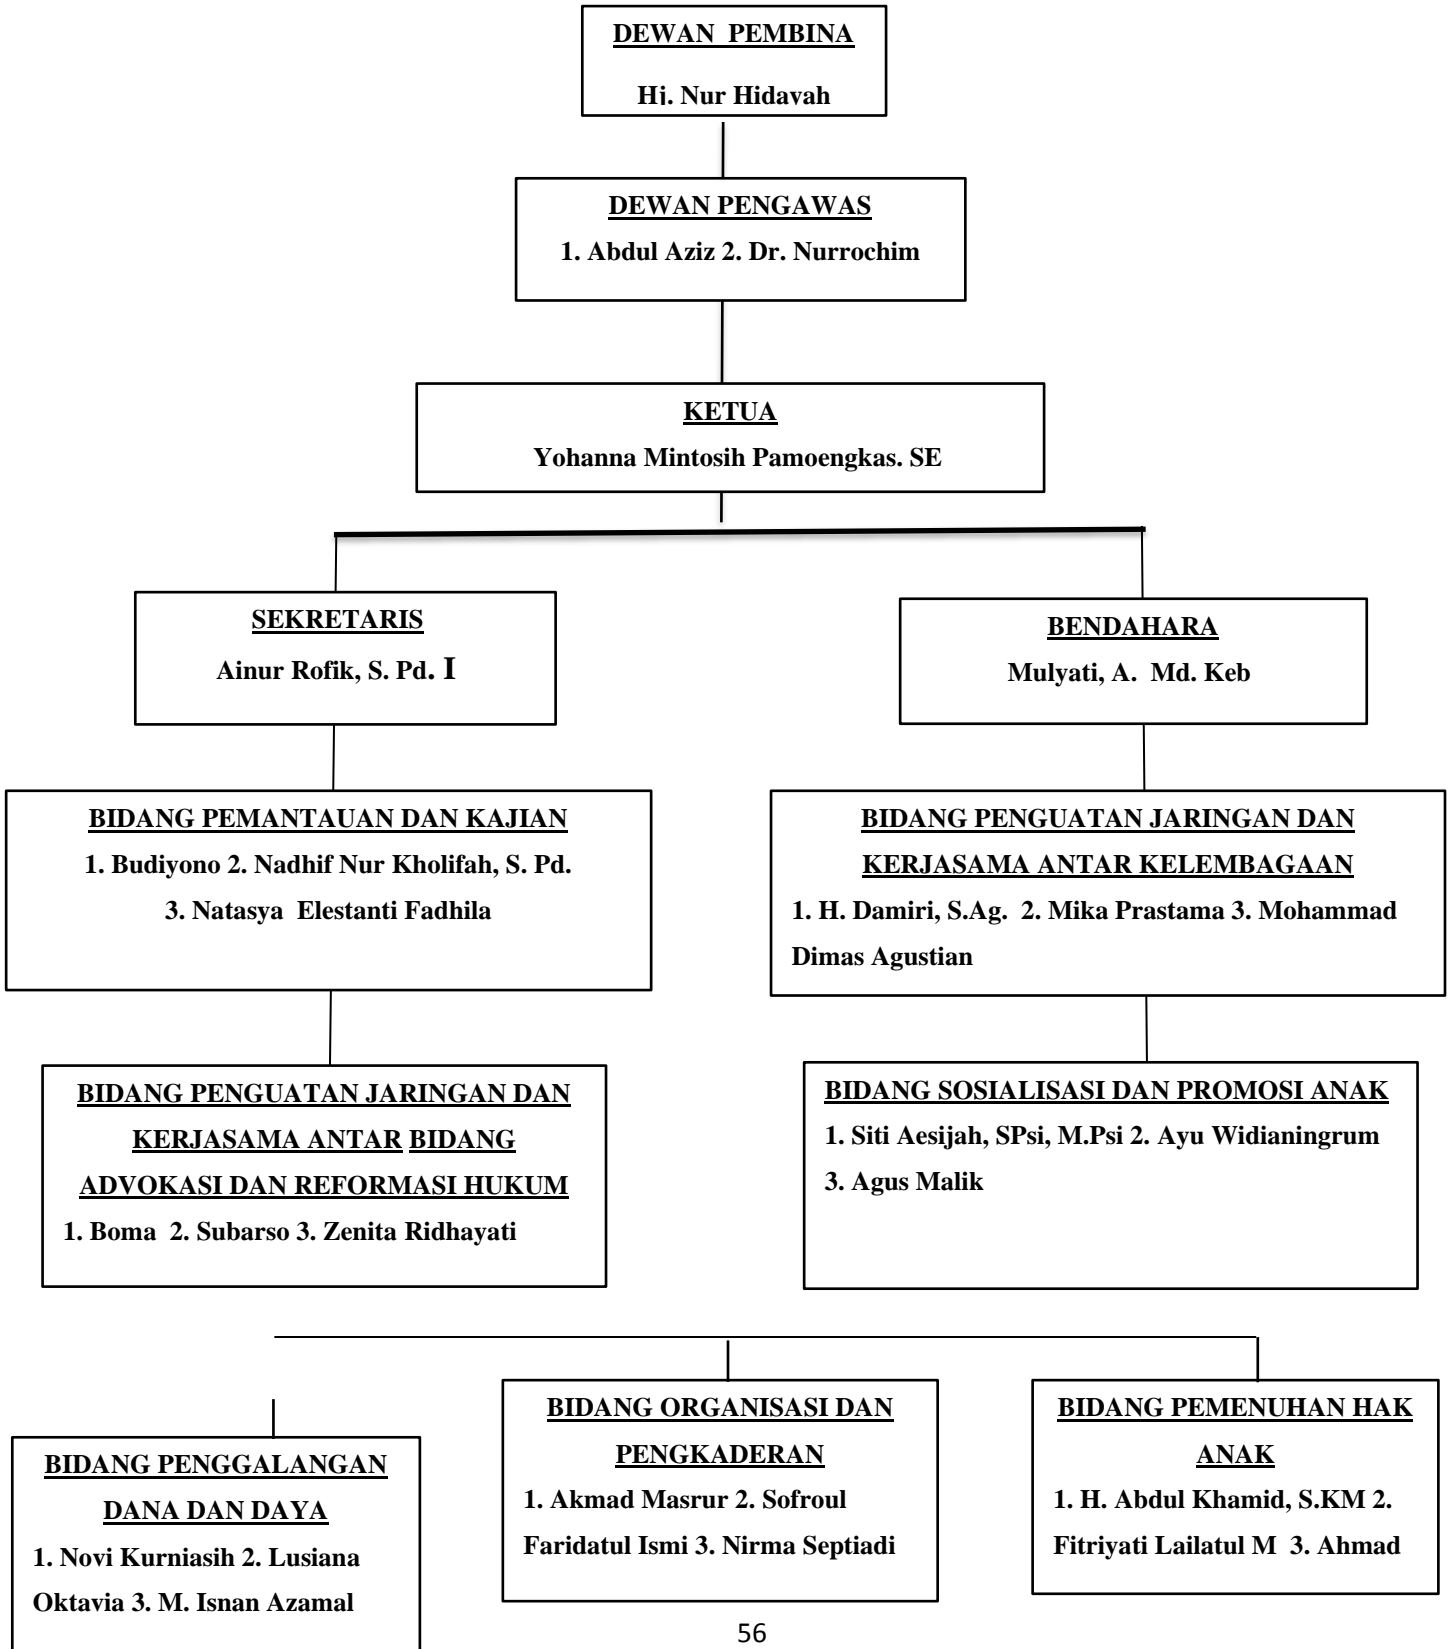 DEWAN PEMBINA
Hj. Nur Hidayah
DEWAN PENGAWAS
1. Abdul Aziz 2. Dr. Nurrochim
KETUA
Yohanna Mintosih Pamoengkas. SE
SEKRETARIS
Ainur Rofik, S. Pd. I
BENDAHARA
Mulyati, A. Md. Keb
BIDANG PEMANTAUAN DAN KAJIAN
1. Budiyono 2. Nadhif Nur Kholifah, S. Pd.
3. Natasya Elestanti Fadhila
BIDANG PENGUATAN JARINGAN DAN
KERJASAMA ANTAR KELEMBAGAAN
1. H. Damiri, S.Ag. 2. Mika Prastama 3. Mohammad
Dimas Agustian
BIDANG PENGUATAN JARINGAN DAN
KERJASAMA ANTAR BIDANG
ADVOKASI DAN REFORMASI HUKUM
1. Boma 2. Subarso 3. Zenita Ridhayati
BIDANG SOSIALISASI DAN PROMOSI ANAK
1. Siti Aesijah, SPsi, M.Psi 2. Ayu Widianingrum
3. Agus Malik
BIDANG PENGGALANGAN
DANA DAN DAYA
1. Novi Kurniasih 2. Lusiana
Oktavia 3. M. Isnan Azamal
BIDANG ORGANISASI DAN
PENGKADERAN
1. Akmad Masrur 2. Sofroul
Faridatul Ismi 3. Nirma Septiadi
BIDANG PEMENUHAN HAK
ANAK
1. H. Abdul Khamid, S.KM 2.
Fitriyati Lailatul M 3. Ahmad
56